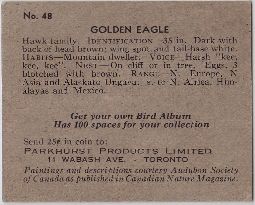 No. 48
GOLDEN EAGLE
Hawk family. IDENTIFICATION—35 in. Dark with
back of head brown; wing spot and tail-base white.
HABITS—Mountain dweller. VOICE—Harsh "kee,
kee, kee". NEST—On cliff or in tree. Eggs, 3
blotched with brown. RANGE—N. Europe, N
Asia and Alaska to Ungava, s. to N. Africa, Him-
alayas and Mexico.
Get your own Bird Album
Has 100 spaces for your collection
Send 25¢ in coin to:
PARKHURST PRODUCTS LIMITED
11 WABASH AVE. - TORONTO
Paintings and descriptions courtesy Audubon Society
of Canada as published in Canadian Nature Magazine.